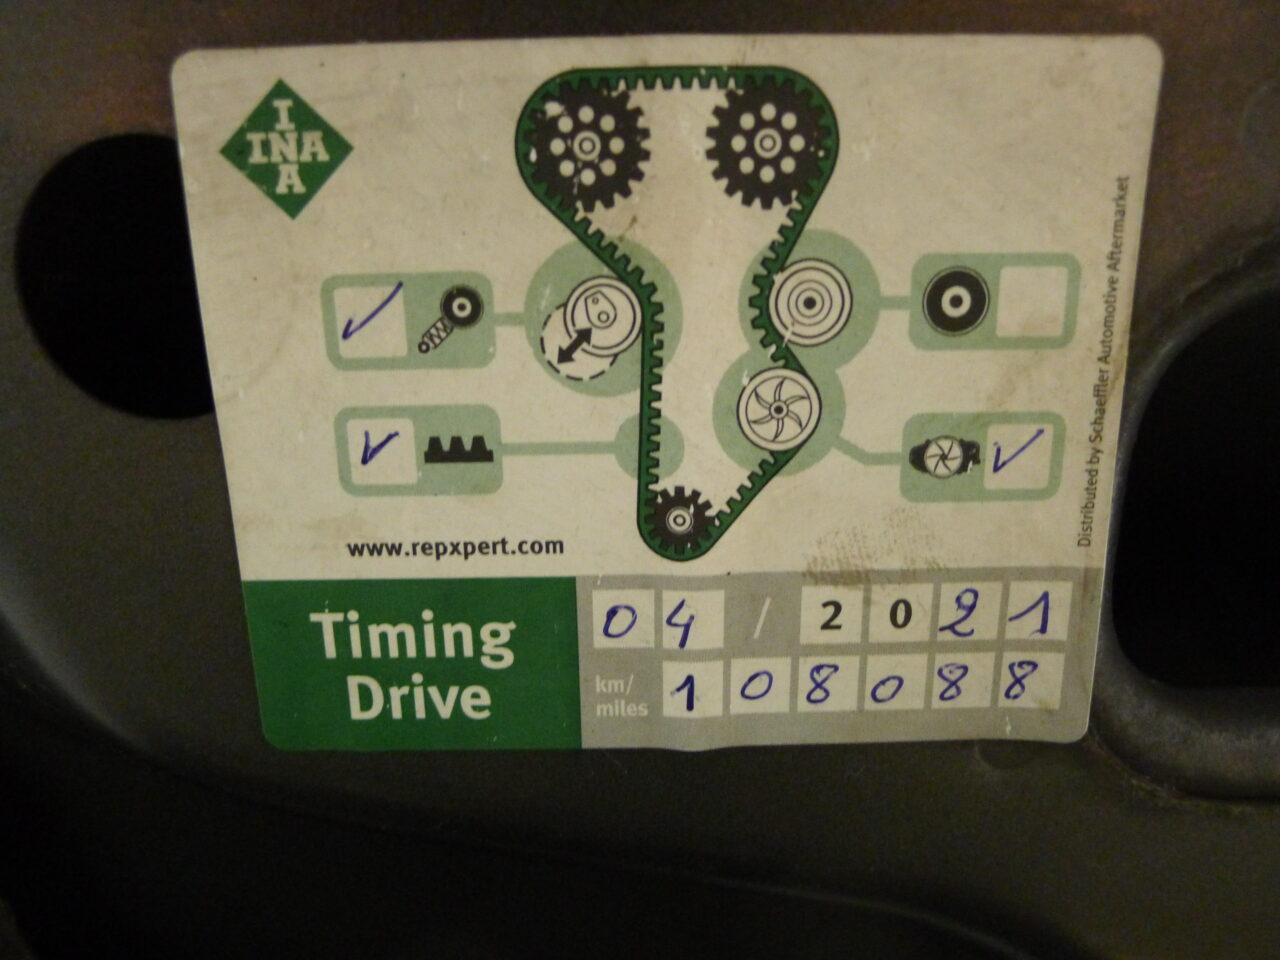 I
INA
A
Distributed by Schaeffler Automotive Aftermarket
www.repxpert.com
Timing
Drive
04 / 2021
km/
miles
108088